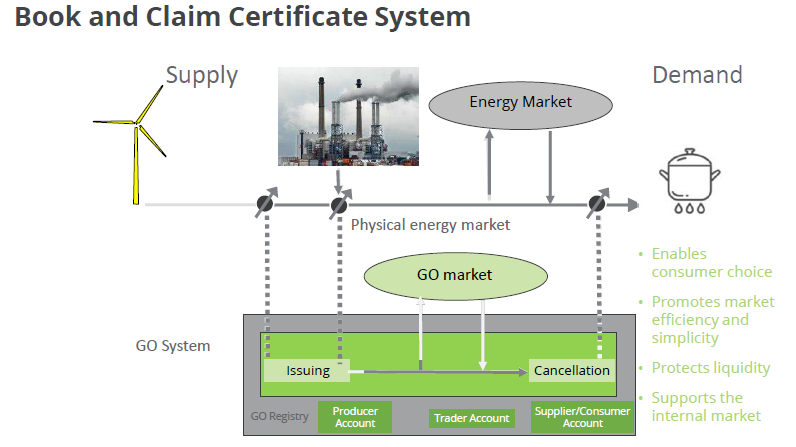 Book and Claim Certificate System
Supply
Demand
Energy Market
Physical energy market
GO market
• Enables
consumer choice
• Promotes market
efficiency and
simplicity
• Protects liquidity
• Supports the
internal market
GO System
Issuing
Cancellation
GO Registry
Producer
Account
Trader Account
Supplier/Consumer
Account